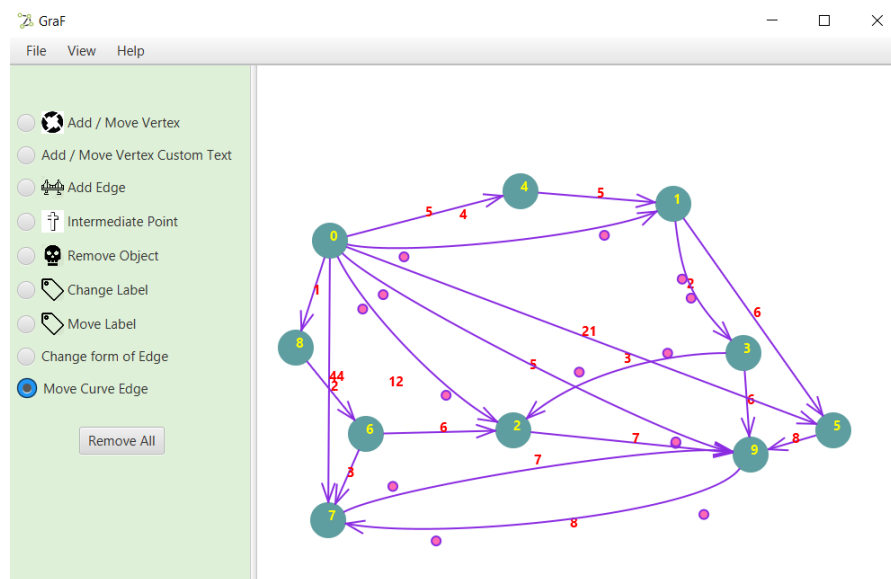 GraF
File View Help
Add / Move Vertex
Add / Move Vertex Custom Text
Add Edge
Intermediate Point
Remove Object
Change Label
Move Label
Change form of Edge
Move Curve Edge
Remove All
4
5
1
5
4
0
1
2
6
8
21
3
3
5
44
2
12
6
6
6
2
7
8
5
9
7
3
7
8